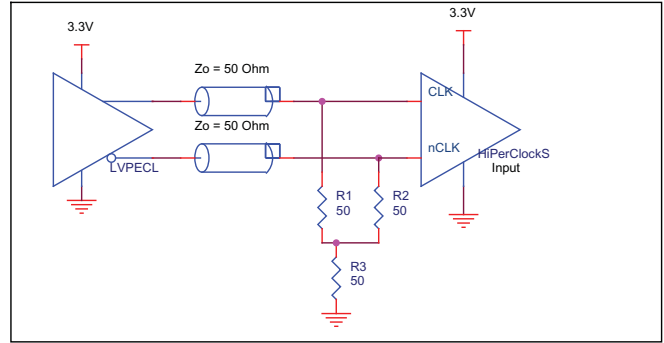 3.3V
3.3V
Zo = 50 Ohm
CLK
Zo = 50 Ohm
nCLK
LVPECL
HiPerClockS
Input
R1
50
R2
50
R3
50